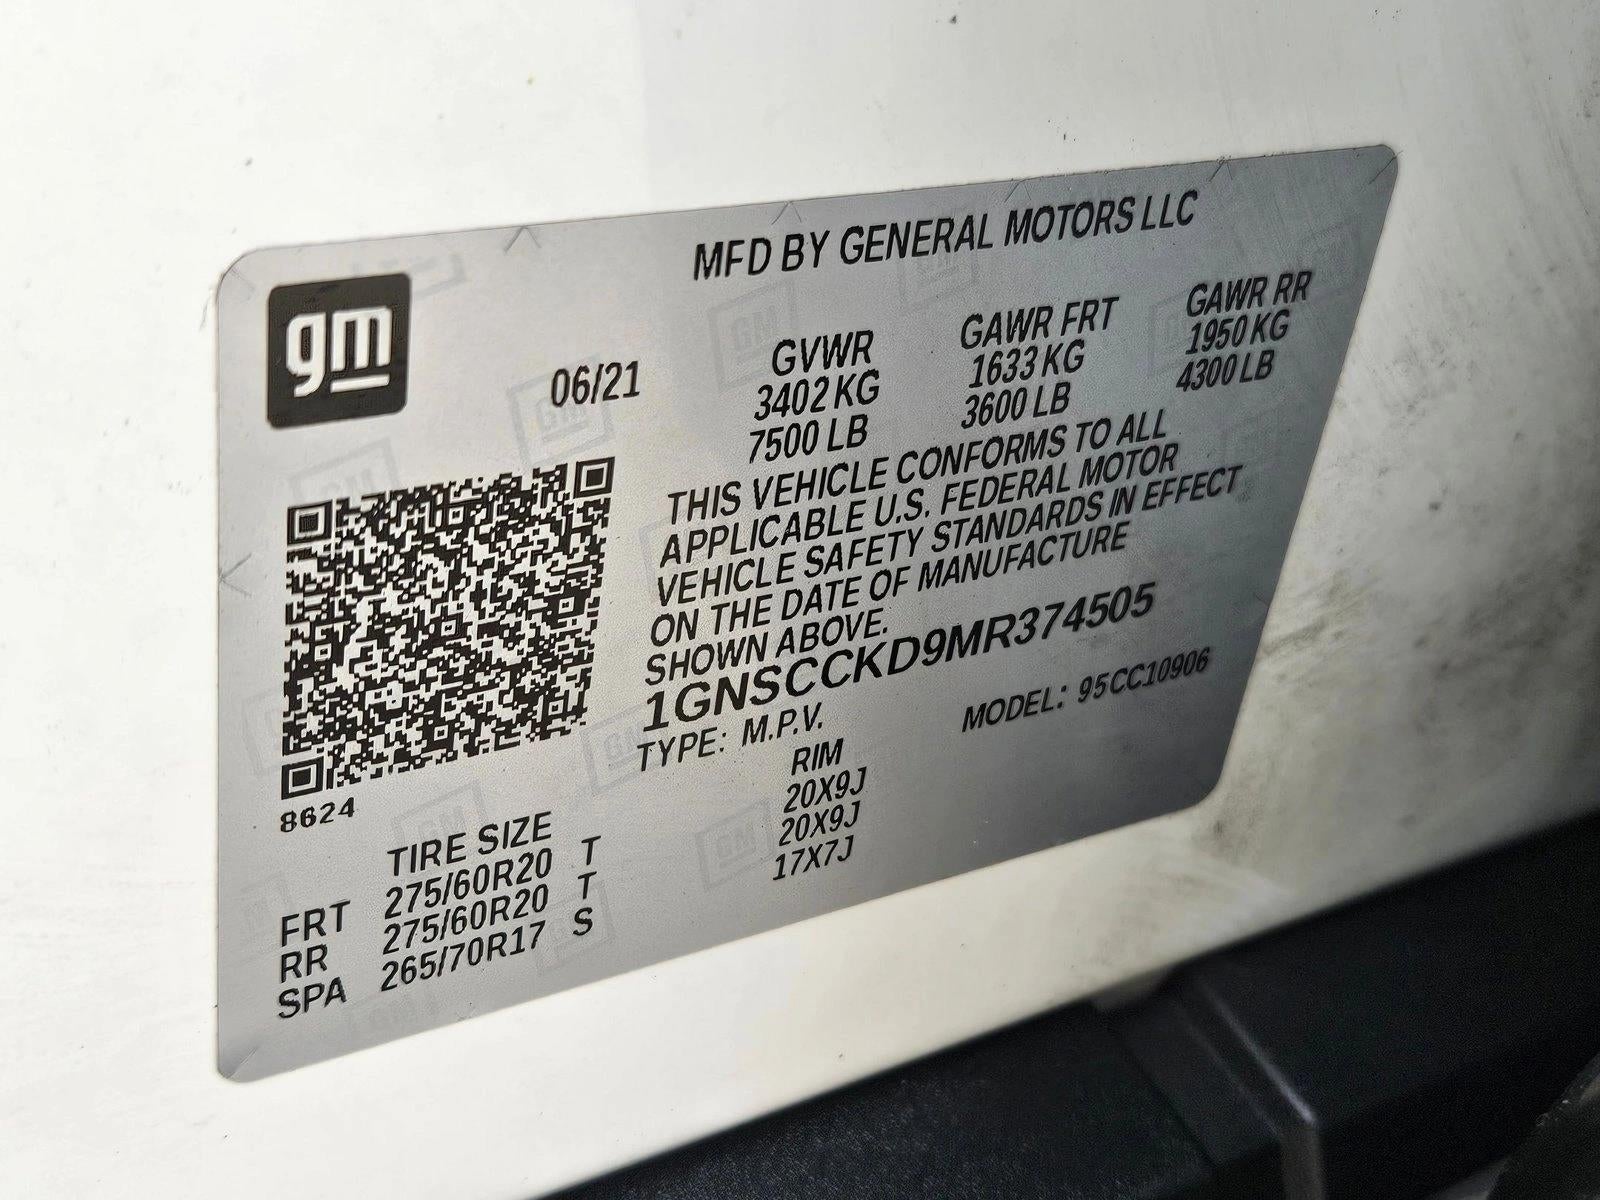 MFD BY GENERAL MOTORS LLC
gm
06/21
GVWR GAWR FRT GAWR RR
3402 KG 1633 KG 1950 KG
7500 LB 3600 LB 4300 LB
THIS VEHICLE CONFORMS TO ALL
APPLICABLE U.S. FEDERAL MOTOR
VEHICLE SAFETY STANDARDS IN EFFECT
ON THE DATE OF MANUFACTURE
SHOWN ABOVE.
1GNSCCKD9MR374505
TYPE: M.P.V. MODEL: 95CC10906
8624
TIRE SIZE RIM
FRT 275/60R20 T 20X9J
RR 275/60R20 T 20X9J
SPA 265/70R17 S 17X7J